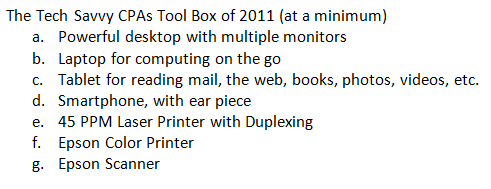 The Tech Savvy CPAs Tool Box of 2011 (at a minimum)
a. Powerful desktop with multiple monitors
b. Laptop for computing on the go
c. Tablet for reading mail, the web, books, photos, videos, etc.
d. Smartphone, with ear piece
e. 45 PPM Laser Printer with Duplexing
f. Epson Color Printer
g. Epson Scanner